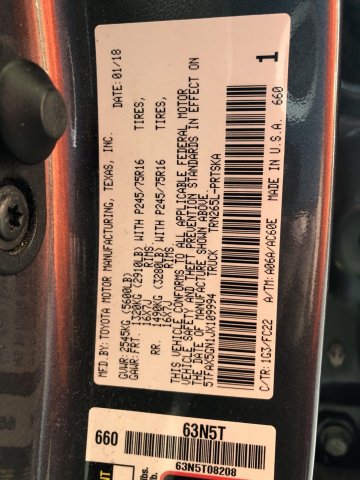 MFD. BY: TOYOTA MOTOR MANUFACTURING, TEXAS, INC.
DATE: 01/18
GVWR: 2545KG (5600LB)
GAWR: FRT. 1320KG (2910LB) WITH P245/75R16 TIRES,
16X7J RIMS,
RR. 1490KG (3280LB) WITH P245/75R16 TIRES,
16X7J RIMS,
THIS VEHICLE CONFORMS TO ALL APPLICABLE FEDERAL MOTOR
VEHICLE SAFETY AND THEFT PREVENTION STANDARDS IN EFFECT ON
THE DATE OF MANUFACTURE SHOWN ABOVE.
TRUCK TRN265L-PRTSKA
C/TR: 1G3/FC22 A/TM: A06A/AC60E MADE IN U.S.A. 660
1
660
63N5T
63N5T08208